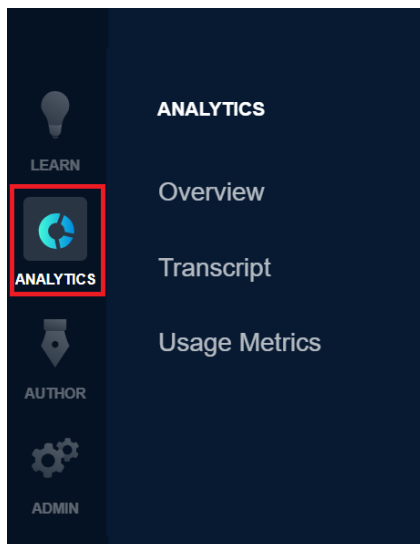 LEARN
ANALYTICS
AUTHOR
ADMIN
ANALYTICS
Overview
Transcript
Usage Metrics